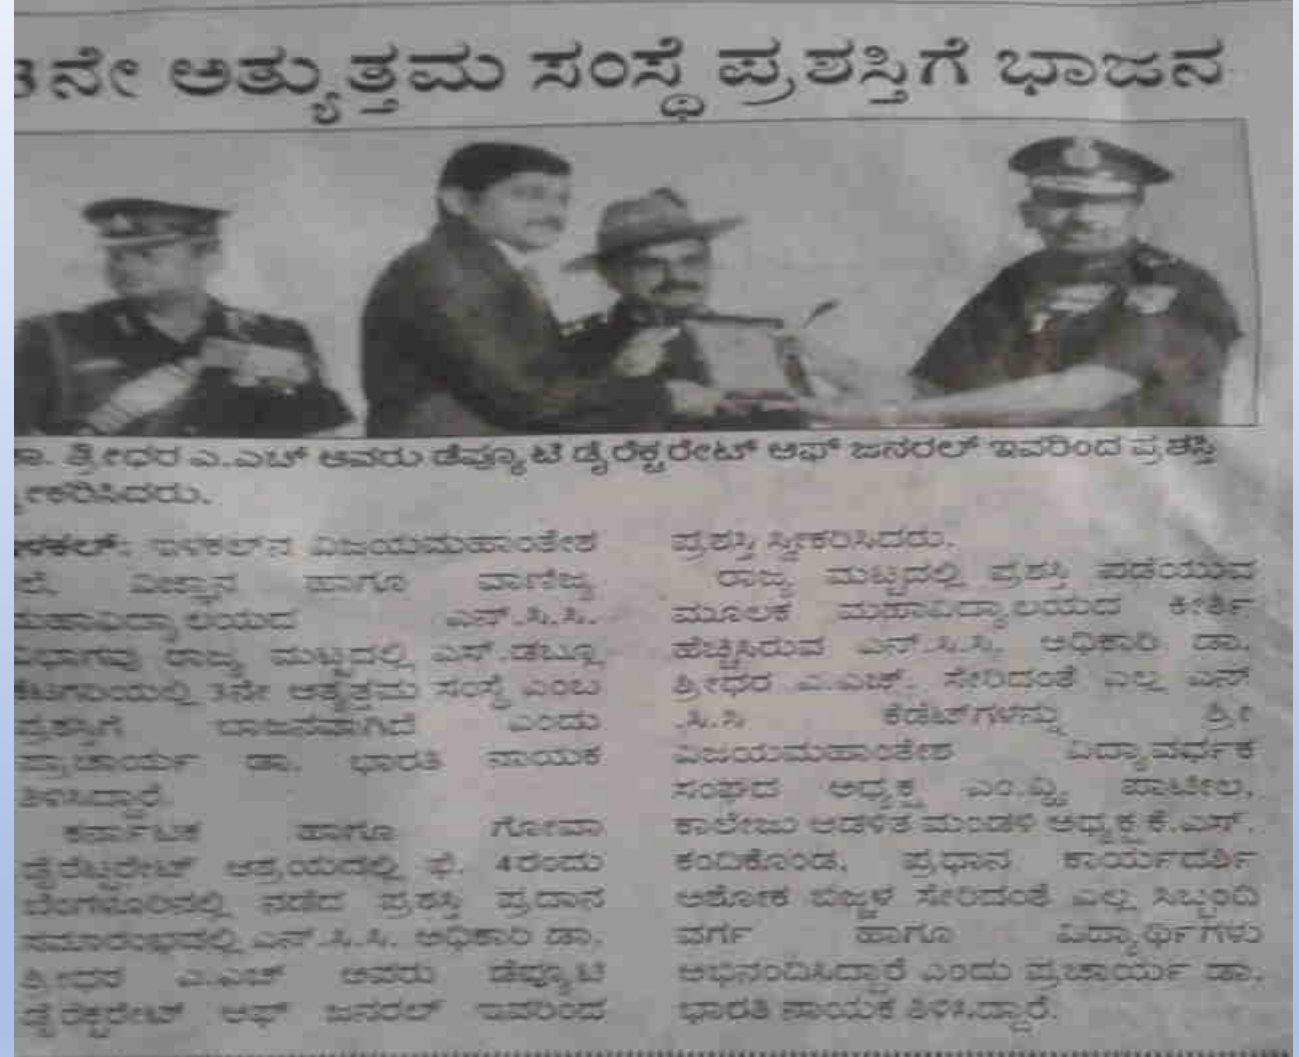 3ನೇ ಅತ್ಯುತ್ತಮ ಸಂಸ್ಥೆ ಪ್ರಶಸ್ತಿಗೆ ಭಾಜನ
ಡಾ. ಶ್ರೀಧರ ಎ.ಎಚ್ ಅವರು ಡೆಪ್ಯೂಟಿ ಡೈರೆಕ್ಟರೇಟ್ ಆಫ್ ಜನರಲ್ ಇವರಿಂದ ಪ್ರಶಸ್ತಿ
ಸ್ವೀಕರಿಸಿದರು.
ಇಳಕಲ್: ಇಳಕಲ್‌ನ ವಿಜಯಮಹಾಂತೇಶ
ಕಲೆ, ವಿಜ್ಞಾನ ಹಾಗೂ ವಾಣಿಜ್ಯ
ಮಹಾವಿದ್ಯಾಲಯದ ಎನ್.ಸಿ.ಸಿ.
ವಿಭಾಗವು ರಾಜ್ಯ ಮಟ್ಟದಲ್ಲಿ ಎಸ್.ಡಬ್ಲೂ
ಕೆಟಗರಿಯಲ್ಲಿ 3ನೇ ಅತ್ಯುತ್ತಮ ಸಂಸ್ಥೆ ಎಂಬ
ಪ್ರಶಸ್ತಿಗೆ ಬಾಜನವಾಗಿದೆ ಎಂದು
ಪ್ರಾಚಾರ್ಯ ಡಾ. ಭಾರತಿ ನಾಯಕ
ತಿಳಿಸಿದ್ದಾರೆ.
ಕರ್ನಾಟಕ ಹಾಗೂ ಗೋವಾ
ಡೈರೆಕ್ಟರೇಟ್ ಆಶ್ರಯದಲ್ಲಿ ಫೆ. 4ರಂದು
ಬೆಂಗಳೂರಿನಲ್ಲಿ ನಡೆದ ಪ್ರಶಸ್ತಿ ಪ್ರದಾನ
ಸಮಾರಂಭದಲ್ಲಿ ಎನ್.ಸಿ.ಸಿ. ಅಧಿಕಾರಿ ಡಾ.
ಶ್ರೀಧರ ಎ.ಎಚ್ ಅವರು ಡೆಪ್ಯೂಟಿ
ಡೈರೆಕ್ಟರೇಟ್ ಆಫ್ ಜನರಲ್ ಇವರಿಂದ
ಪ್ರಶಸ್ತಿ ಸ್ವೀಕರಿಸಿದರು.
ರಾಜ್ಯ ಮಟ್ಟದಲ್ಲಿ ಪ್ರಶಸ್ತಿ ಪಡೆಯುವ
ಮೂಲಕ ಮಹಾವಿದ್ಯಾಲಯದ ಕೀರ್ತಿ
ಹೆಚ್ಚಿಸಿರುವ ಎನ್.ಸಿ.ಸಿ. ಅಧಿಕಾರಿ ಡಾ.
ಶ್ರೀಧರ ಎ.ಎಚ್. ಸೇರಿದಂತೆ ಎಲ್ಲ ಎನ್
.ಸಿ.ಸಿ ಕೆಡೆಟ್‌ಗಳನ್ನು ಶ್ರೀ
ವಿಜಯಮಹಾಂತೇಶ ವಿದ್ಯಾವರ್ಧಕ
ಸಂಘದ ಅಧ್ಯಕ್ಷ ಎಂ.ವ್ಹಿ. ಪಾಟೀಲ,
ಕಾಲೇಜು ಆಡಳಿತ ಮಂಡಳಿ ಅಧ್ಯಕ್ಷ ಕೆ.ಎಸ್.
ಕಂದಿಕೊಂಡ, ಪ್ರಧಾನ ಕಾರ್ಯದರ್ಶಿ
ಅಶೋಕ ಬಿಜ್ಜಳ ಸೇರಿದಂತೆ ಎಲ್ಲ ಸಿಬ್ಬಂದಿ
ವರ್ಗ ಹಾಗೂ ವಿದ್ಯಾರ್ಥಿಗಳು
ಅಭಿನಂದಿಸಿದ್ದಾರೆ ಎಂದು ಪ್ರಚಾರ್ಯ ಡಾ.
ಭಾರತಿ ನಾಯಕ ತಿಳಿಸಿದ್ದಾರೆ.